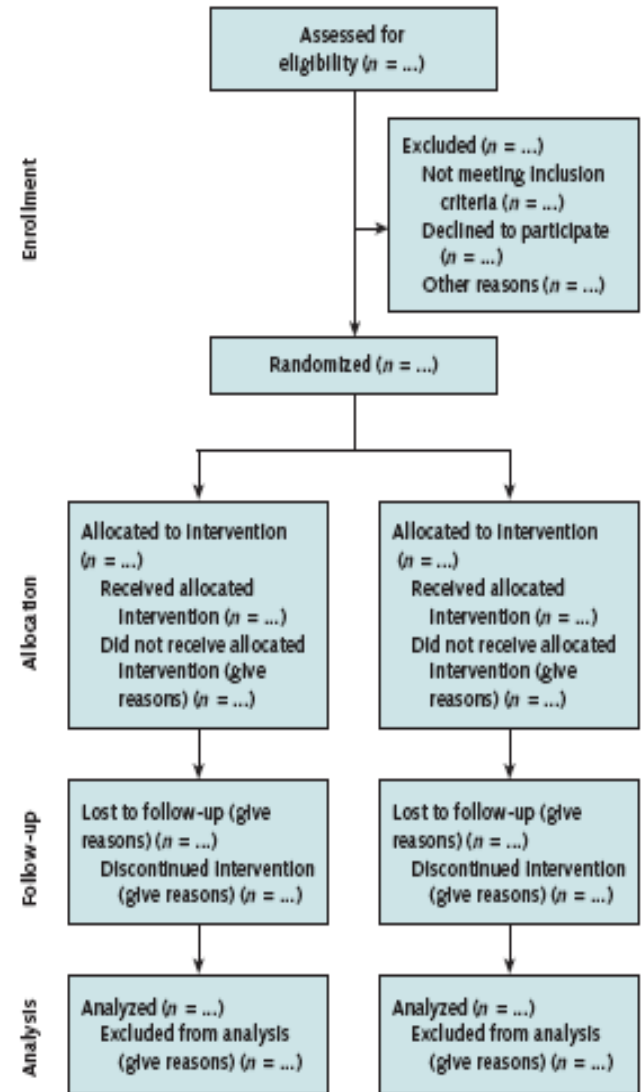 Assessed for
eligibility (n = ...)
Enrollment
Excluded (n = ...)
Not meeting inclusion
criteria (n = ...)
Declined to participate
(n = ...)
Other reasons (n = ...)
Randomized (n = ...)
Allocation
Allocated to intervention
(n = ...)
Received allocated
intervention (n = ...)
Did not receive allocated
intervention (give
reasons) (n = ...)
Allocated to intervention
(n = ...)
Received allocated
intervention (n = ...)
Did not receive allocated
intervention (give
reasons) (n = ...)
Follow-up
Lost to follow-up (give
reasons) (n = ...)
Discontinued intervention
(give reasons) (n = ...)
Lost to follow-up (give
reasons) (n = ...)
Discontinued intervention
(give reasons) (n = ...)
Analysis
Analyzed (n = ...)
Excluded from analysis
(give reasons) (n = ...)
Analyzed (n = ...)
Excluded from analysis
(give reasons) (n = ...)